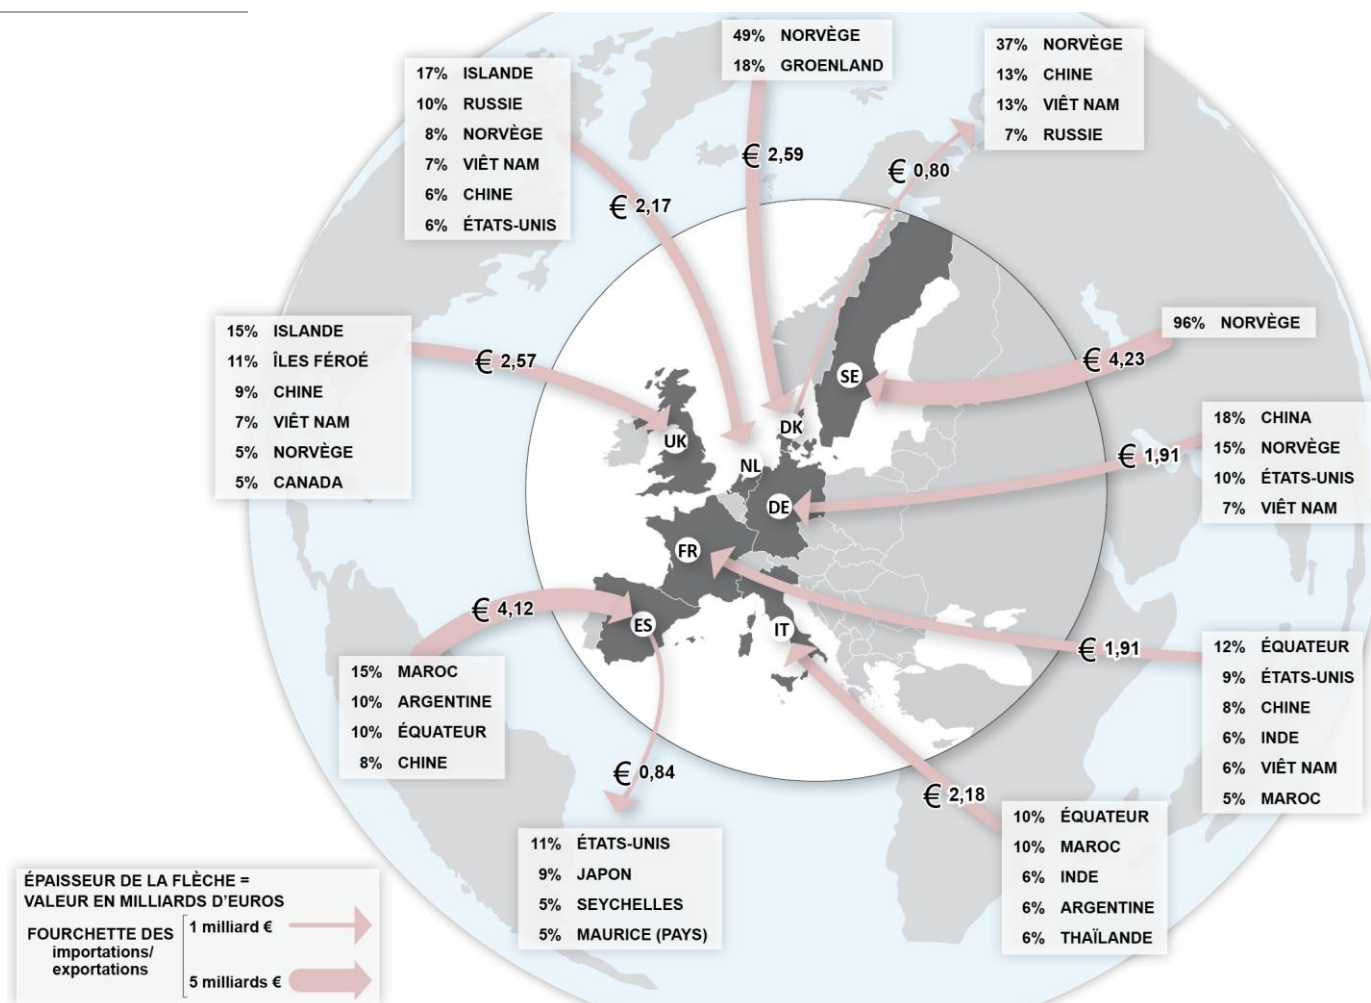 49% NORVÈGE
18% GROENLAND
37% NORVÈGE
13% CHINE
13% VIÊT NAM
7% RUSSIE
17% ISLANDE
10% RUSSIE
8% NORVÈGE
7% VIÊT NAM
6% CHINE
6% ÉTATS-UNIS
€ 2,59
€ 0,80
€ 2,17
15% ISLANDE
11% ÎLES FÉROÉ
9% CHINE
7% VIÊT NAM
5% NORVÈGE
5% CANADA
€ 2,57
96% NORVÈGE
€ 4,23
SE
DK
UK
NL
DE
FR
ES
IT
18% CHINA
15% NORVÈGE
10% ÉTATS-UNIS
7% VIÊT NAM
€ 1,91
€ 4,12
15% MAROC
10% ARGENTINE
10% ÉQUATEUR
8% CHINE
€ 1,91
12% ÉQUATEUR
9% ÉTATS-UNIS
8% CHINE
6% INDE
6% VIÊT NAM
5% MAROC
€ 0,84
11% ÉTATS-UNIS
9% JAPON
5% SEYCHELLES
5% MAURICE (PAYS)
€ 2,18
10% ÉQUATEUR
10% MAROC
6% INDE
6% ARGENTINE
6% THAÏLANDE
ÉPAISSEUR DE LA FLÈCHE =
VALEUR EN MILLIARDS D'EUROS
FOURCHETTE DES
importations/
exportations
1 milliard €
5 milliards €